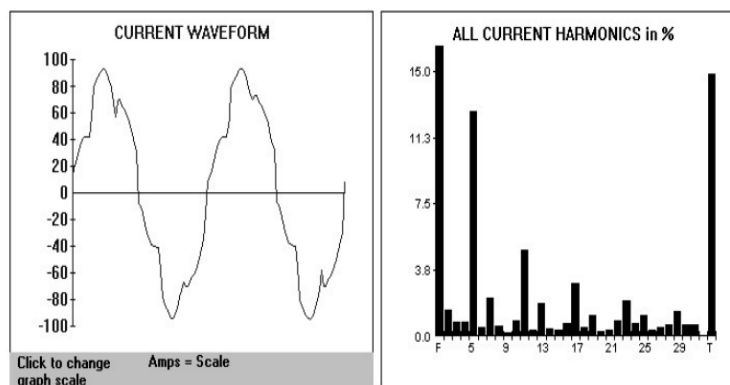 CURRENT WAVEFORM
100
80
60
40
20
0
-20
-40
-60
-80
-100
Click to change
graph scale
Amps = Scale
ALL CURRENT HARMONICS in %
15.0
11.3
7.5
3.8
0.0
F 5 9 13 17 21 25 29 T